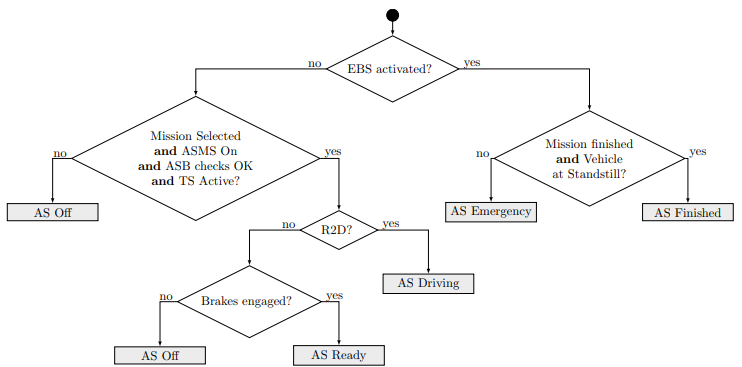 EBS activated?
no
yes
Mission Selected
and ASMS On
and ASB checks OK
and TS Active?
no
yes
Mission finished
and Vehicle
at Standstill?
no
yes
AS Off
AS Emergency
AS Finished
R2D?
no
yes
AS Driving
Brakes engaged?
no
yes
AS Off
AS Ready